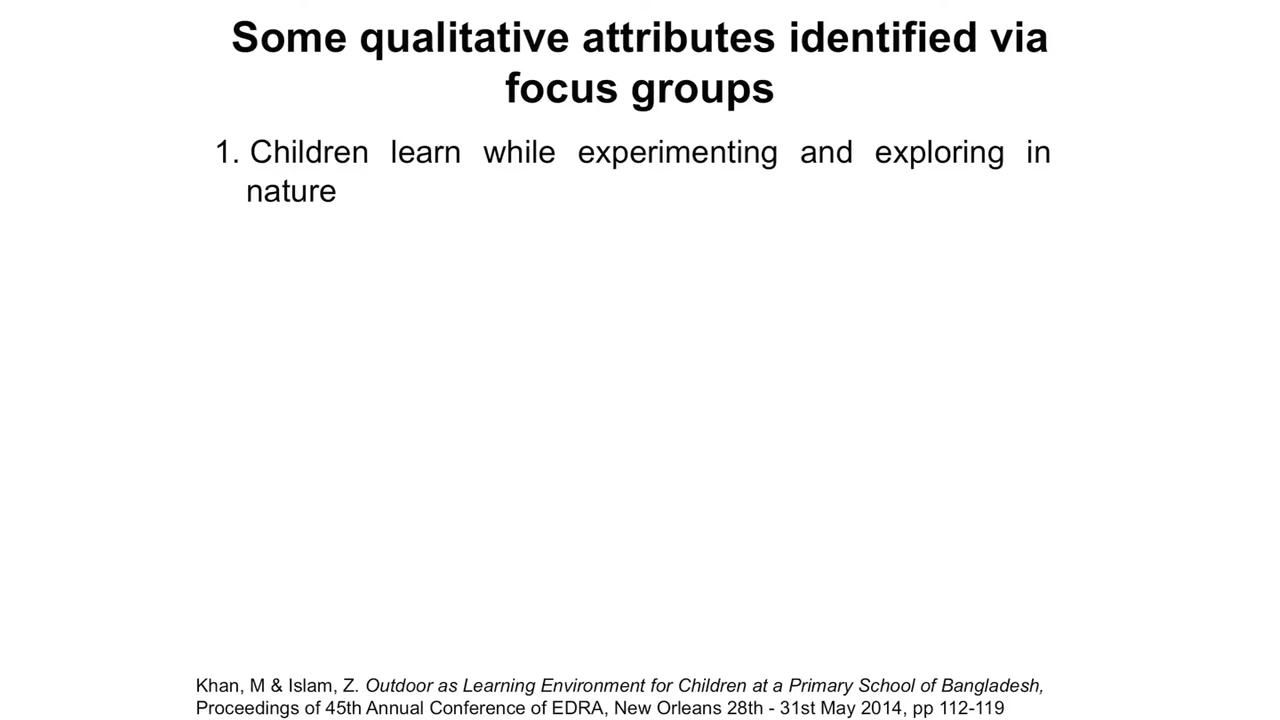 Some qualitative attributes identified via
focus groups
1. Children learn while experimenting and exploring in
nature
Khan, M & Islam, Z. Outdoor as Learning Environment for Children at a Primary School of Bangladesh,
Proceedings of 45th Annual Conference of EDRA, New Orleans 28th - 31st May 2014, pp 112-119